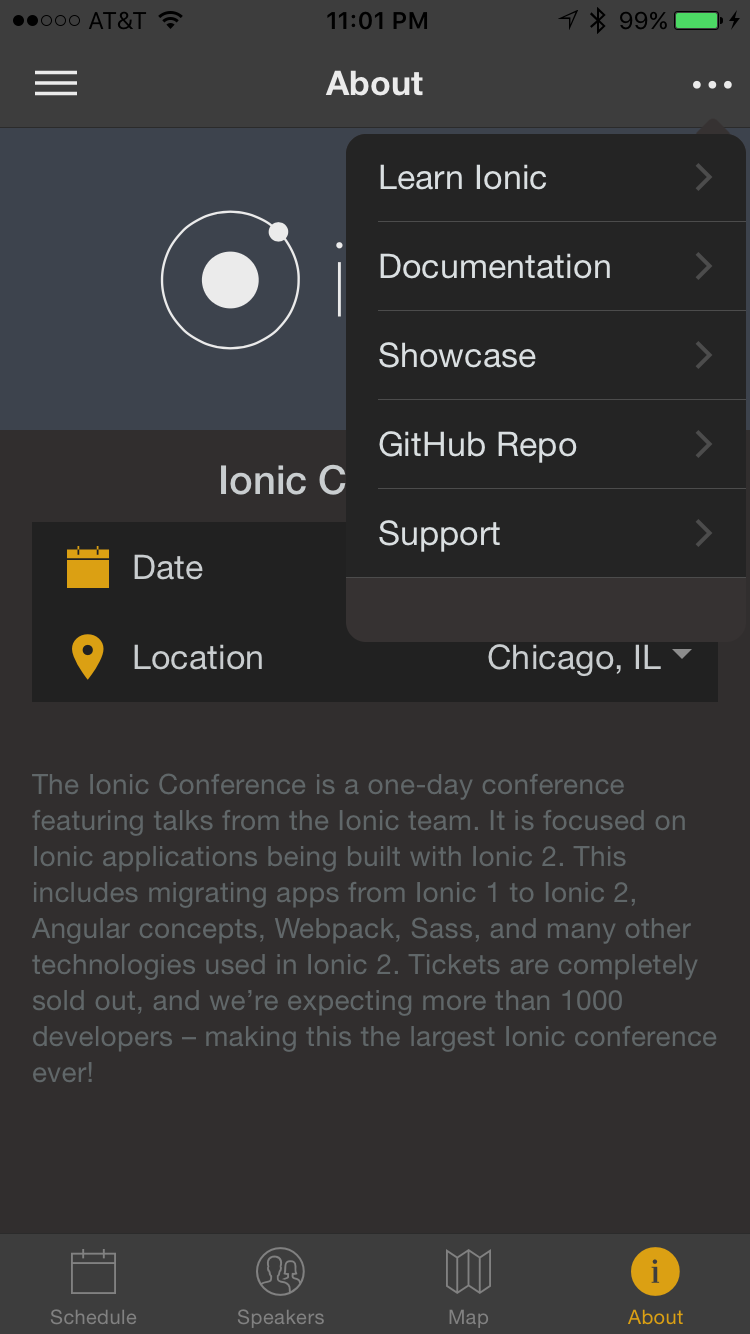 AT&T 11:01 PM 99%
About
Learn Ionic
Documentation
Showcase
GitHub Repo
Support
Ionic C
Date
Location Chicago, IL
The Ionic Conference is a one-day conference
featuring talks from the Ionic team. It is focused on
Ionic applications being built with Ionic 2. This
includes migrating apps from Ionic 1 to Ionic 2,
Angular concepts, Webpack, Sass, and many other
technologies used in Ionic 2. Tickets are completely
sold out, and we’re expecting more than 1000
developers – making this the largest Ionic conference
ever!
Schedule Speakers Map About